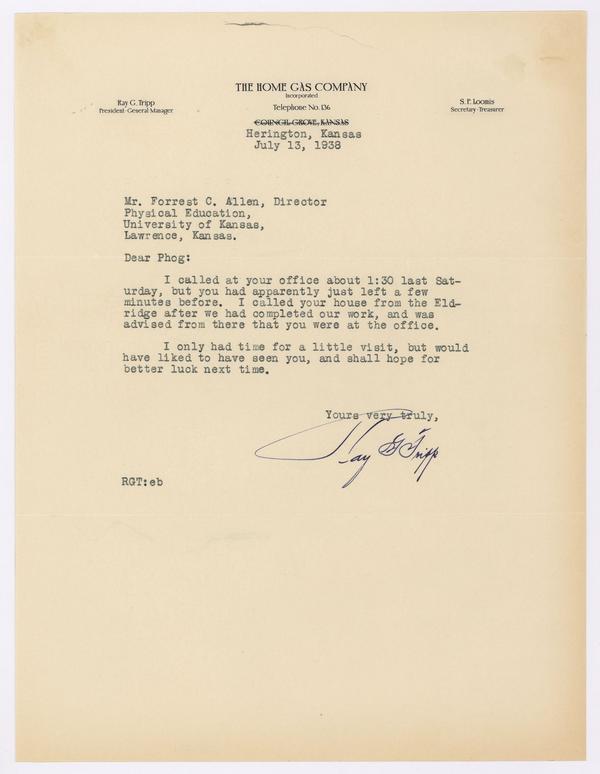 THE HOME GAS COMPANY
Incorporated
Ray G. Tripp
President-General Manager
Telephone No. 136
S. P. Loomis
Secretary-Treasurer
COUNCIL GROVE, KANSAS
Herington, Kansas
July 13, 1938
Mr. Forrest C. Allen, Director
Physical Education,
University of Kansas,
Lawrence, Kansas.
Dear Phog:
I called at your office about 1:30 last Sat-
urday, but you had apparently just left a few
minutes before. I called your house from the Eld-
ridge after we had completed our work, and was
advised from there that you were at the office.
I only had time for a little visit, but would
have liked to have seen you, and shall hope for
better luck next time.
Yours very truly,
Ray G Tripp
RGT:eb